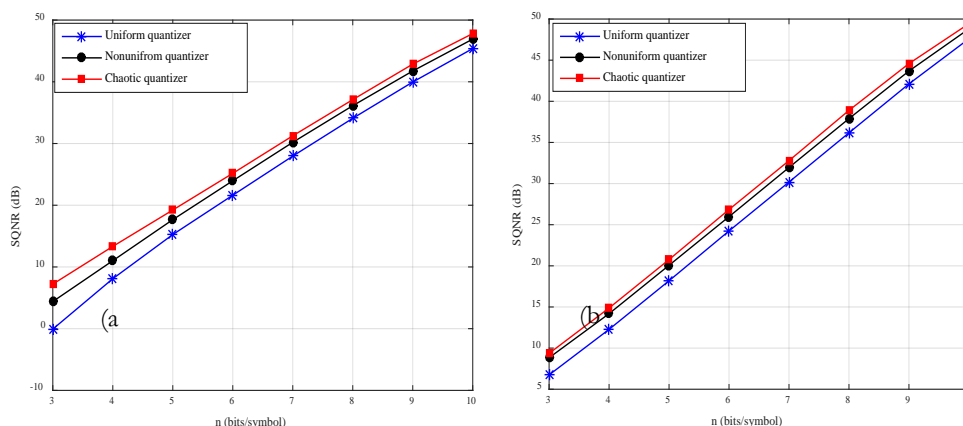 50
40
30
20
10
0
-10
SQNR (dB)
Uniform quantizer
Nonunifrom quantizer
Chaotic quantizer
(a
3 4 5 6 7 8 9 10
n (bits/symbol)
50
45
40
35
30
25
20
15
10
5
SQNR (dB)
Uniform quantizer
Nonuniform quantizer
Chaotic quantizer
(b
3 4 5 6 7 8 9
n (bits/symbol)